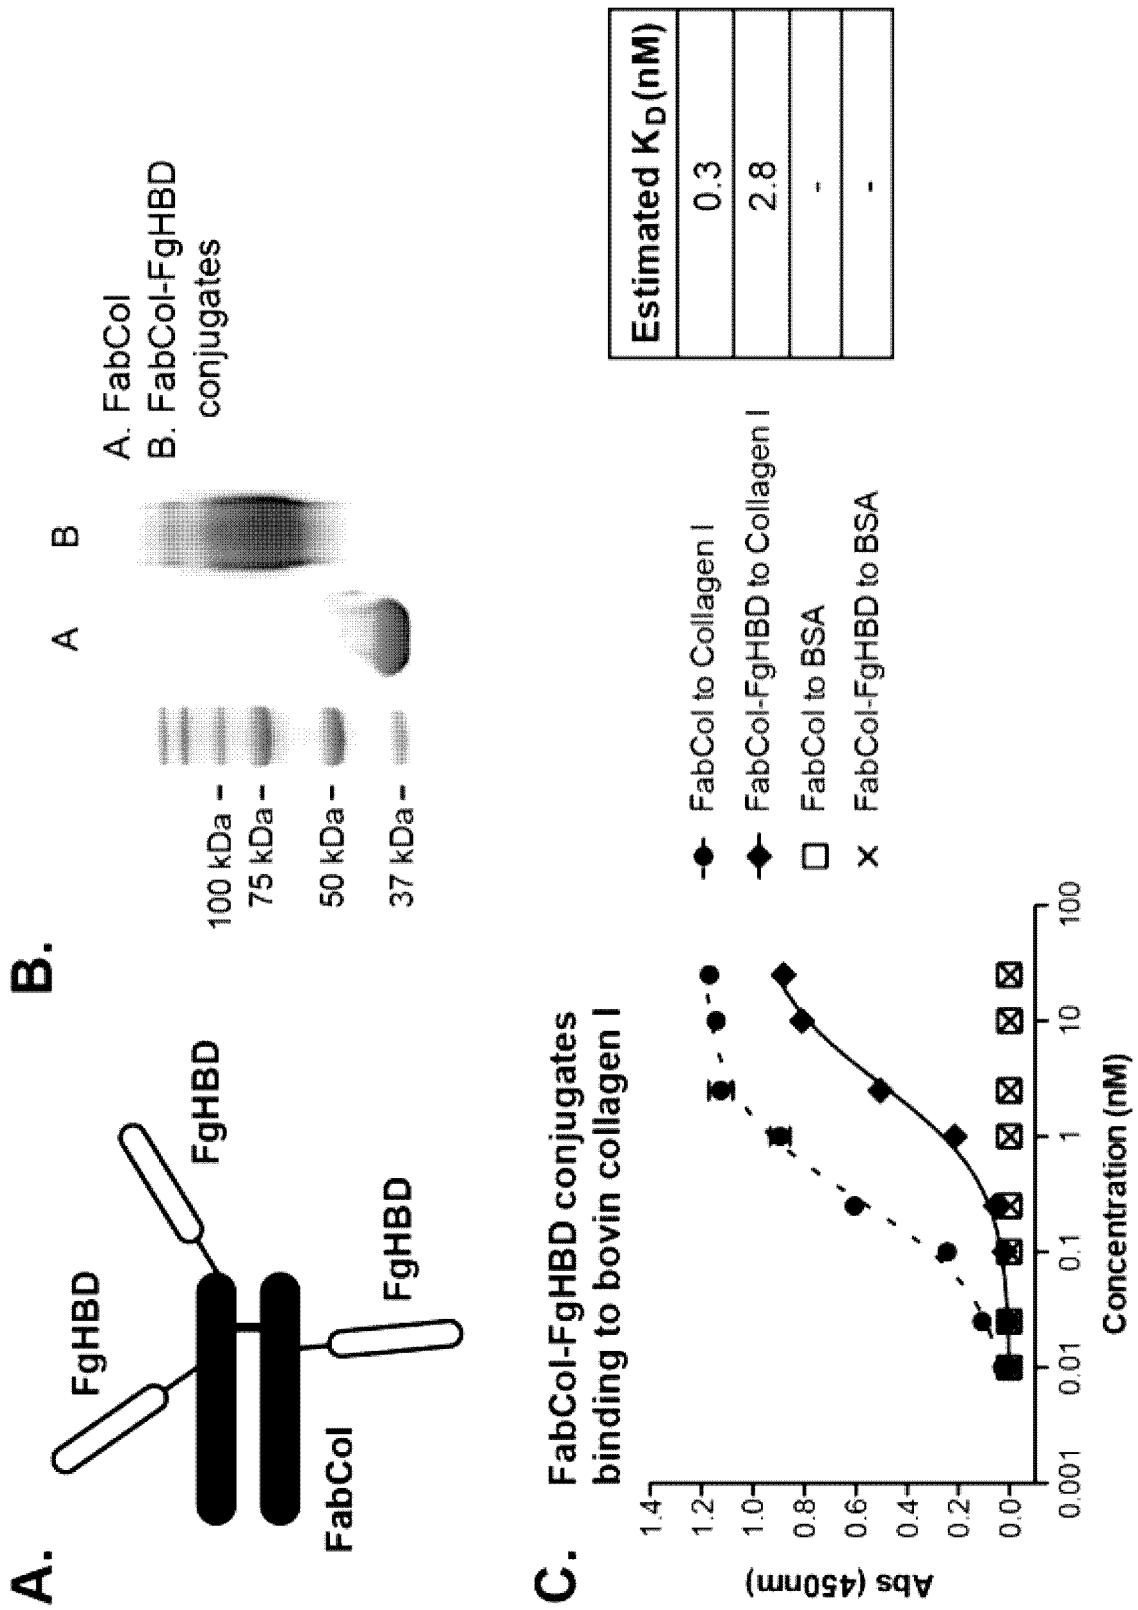 A.
FgHBD
FgHBD
FgHBD
FabCol
B.
A
B
100 kDa –
75 kDa –
50 kDa –
37 kDa –
A. FabCol
B. FabCol-FgHBD
conjugates
C.
FabCol-FgHBD conjugates
binding to bovin collagen I
Abs (450nm)
1.4
1.2
1.0
0.8
0.6
0.4
0.2
0.0
0.001
0.01
0.1
1
10
100
Concentration (nM)
FabCol to Collagen I
FabCol-FgHBD to Collagen I
FabCol to BSA
FabCol-FgHBD to BSA
Estimated KD (nM)
0.3
2.8
-
-